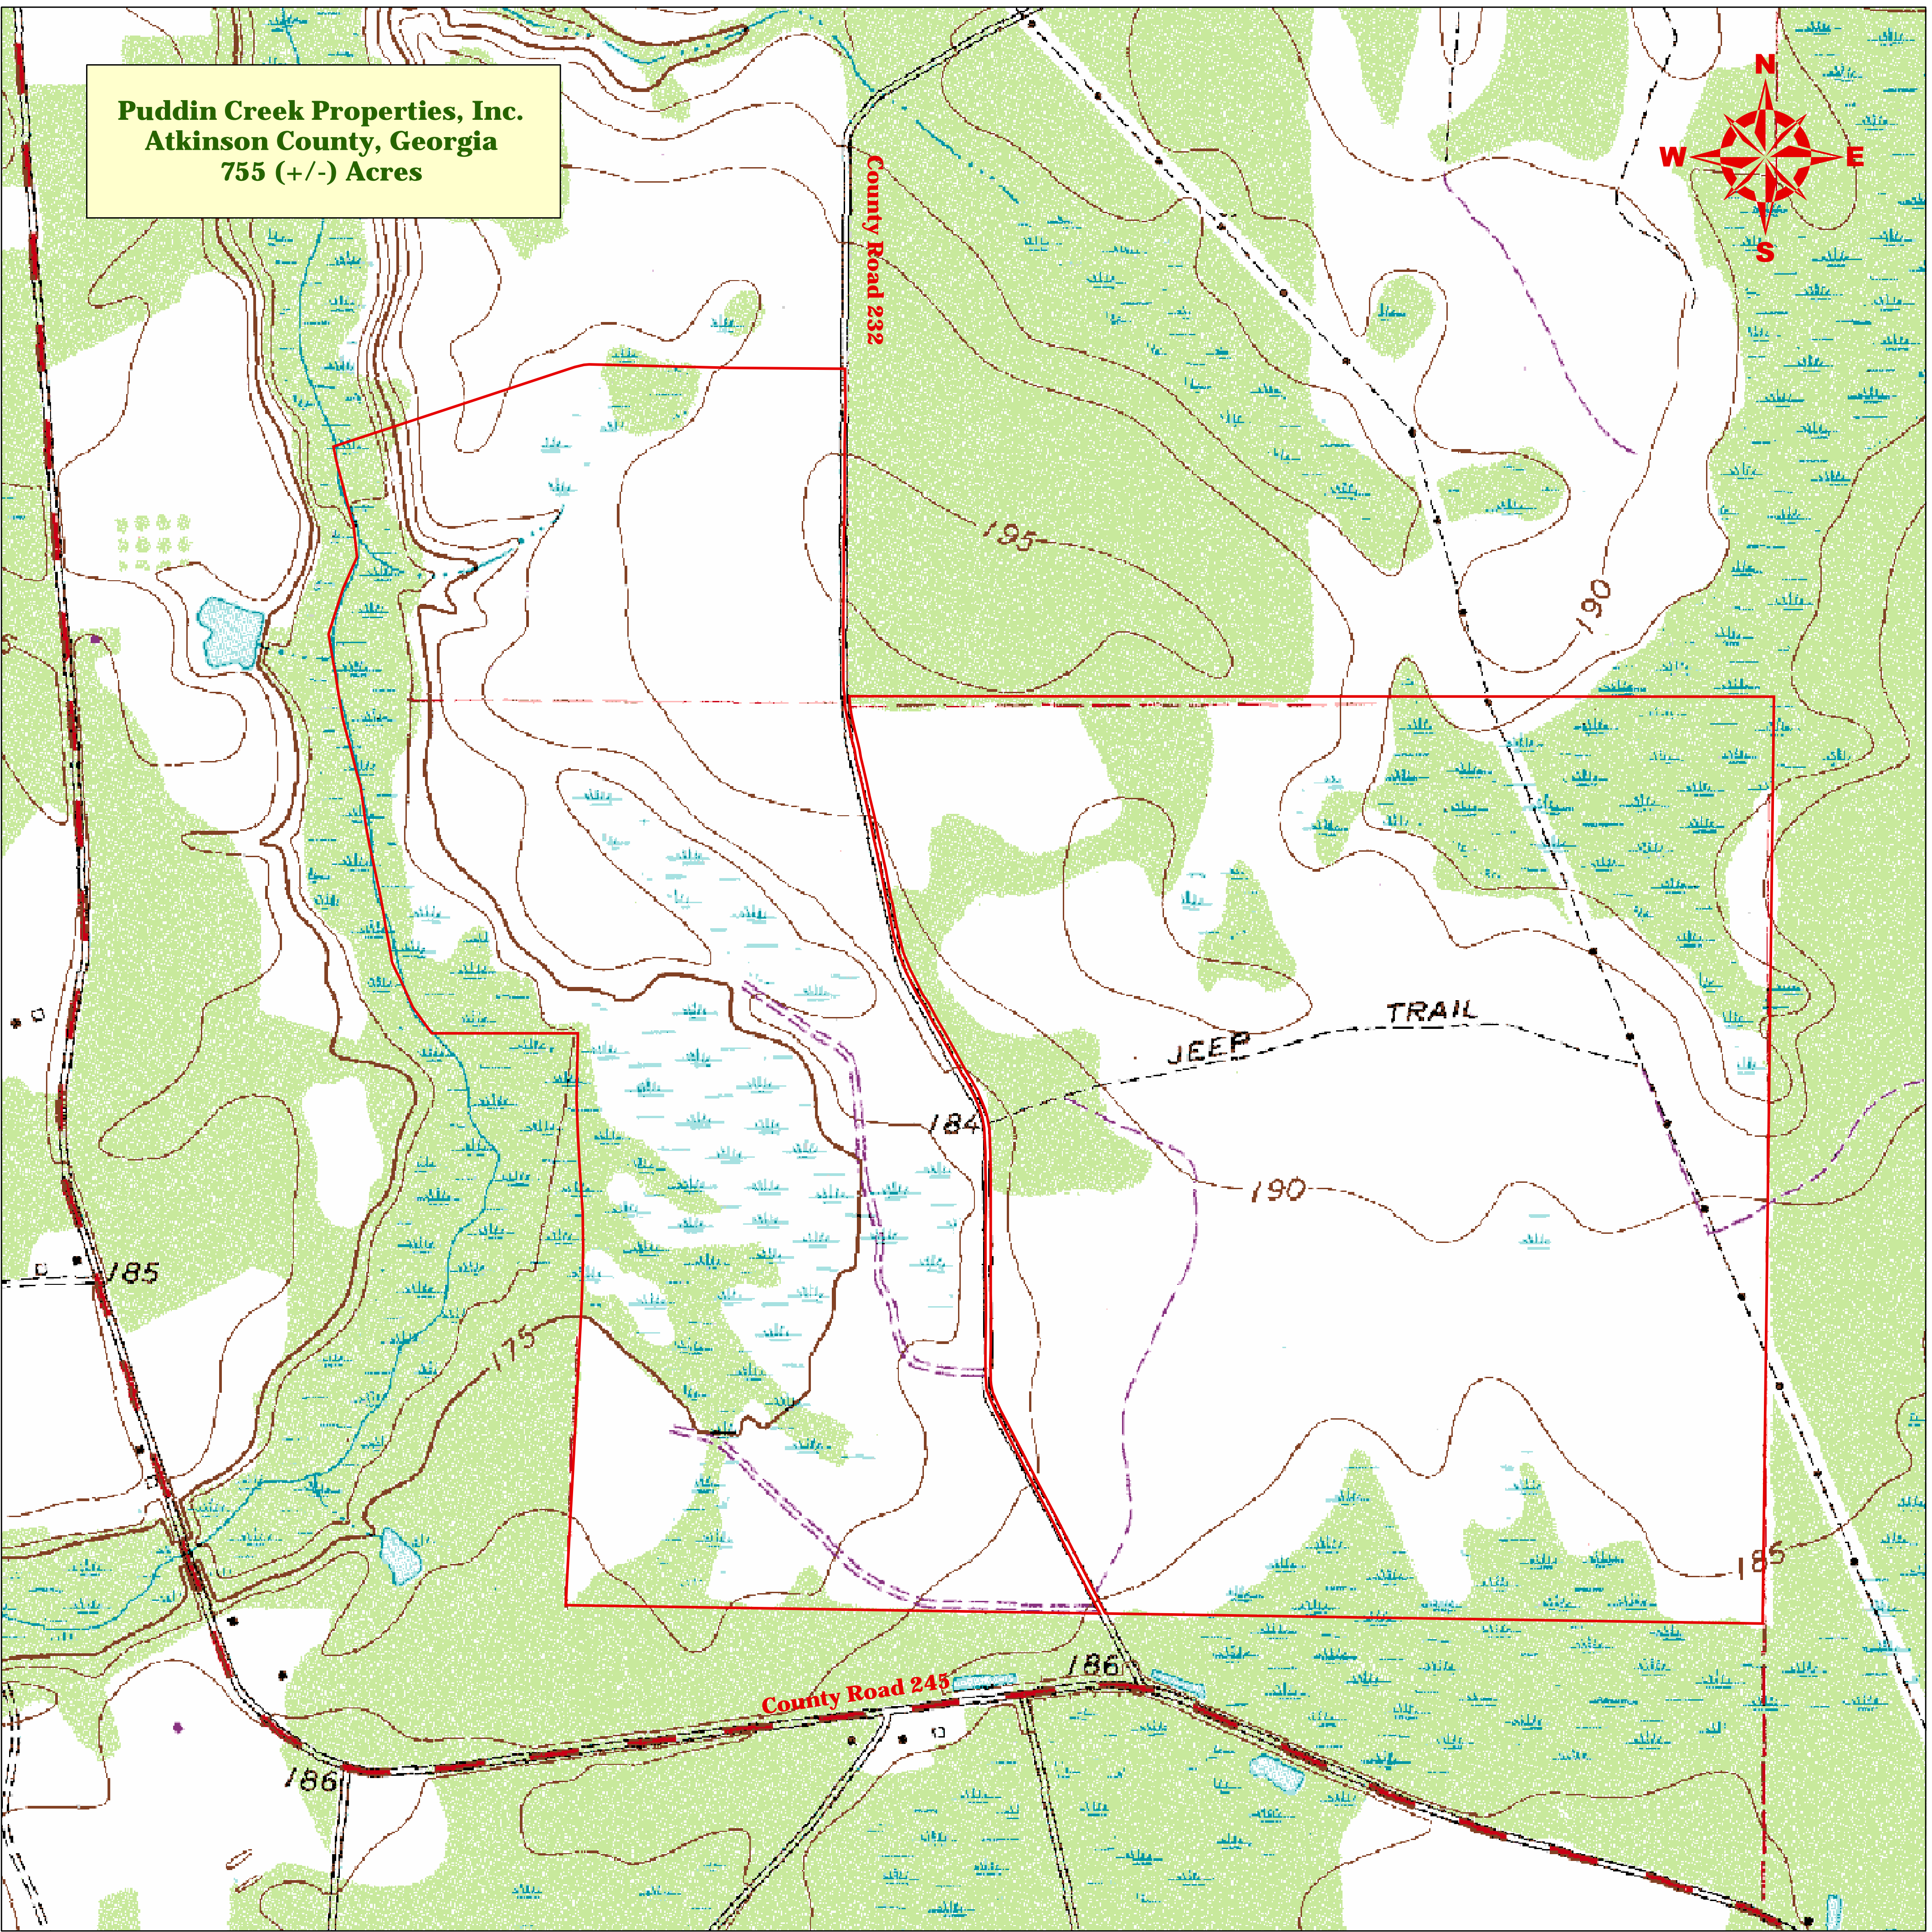 Puddin Creek Properties, Inc.
Atkinson County, Georgia
755 (+/-) Acres
N
W
E
S
County Road 232
195
190
JEEP TRAIL
184
190
185
175
185
186
County Road 245
186